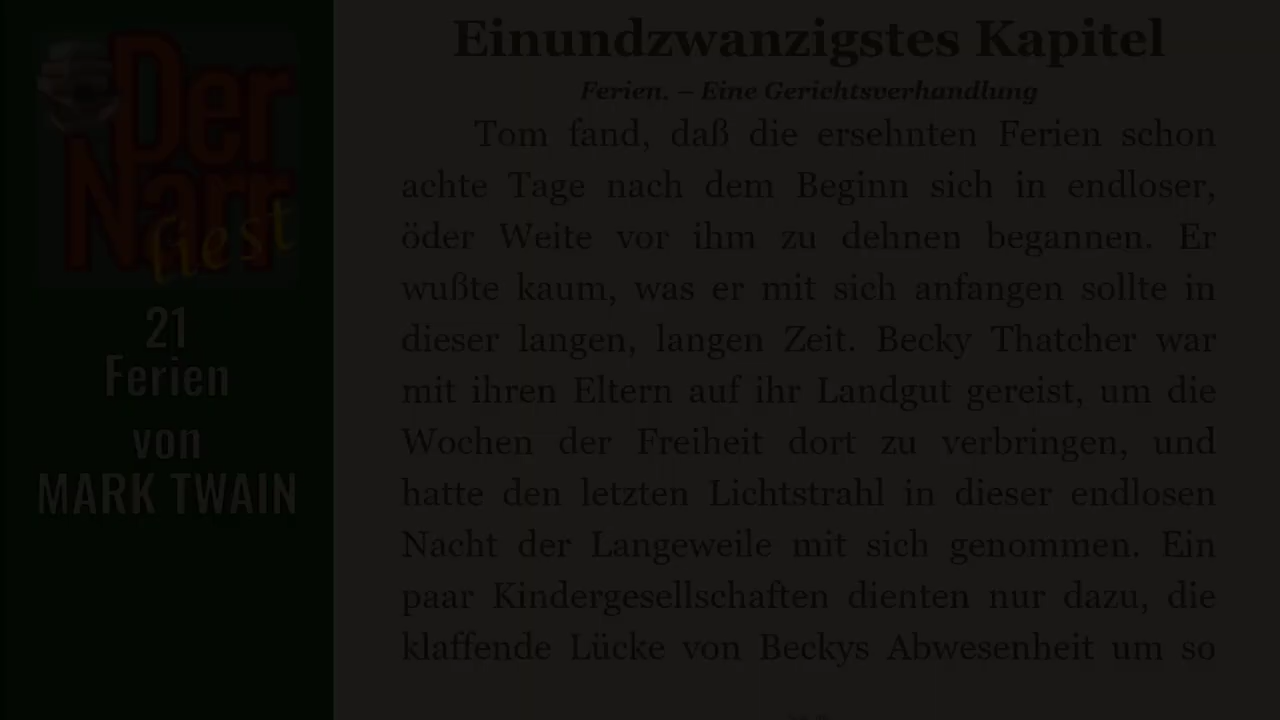 Der
Narr
liest
21
Ferien
von
MARK TWAIN
Einundzwanzigstes Kapitel
Ferien. – Eine Gerichtsverhandlung
Tom fand, daß die ersehnten Ferien schon
achte Tage nach dem Beginn sich in endloser,
öder Weite vor ihm zu dehnen begannen. Er
wußte kaum, was er mit sich anfangen sollte in
dieser langen, langen Zeit. Becky Thatcher war
mit ihren Eltern auf ihr Landgut gereist, um die
Wochen der Freiheit dort zu verbringen, und
hatte den letzten Lichtstrahl in dieser endlosen
Nacht der Langeweile mit sich genommen. Ein
paar Kindergesellschaften dienten nur dazu, die
klaffende Lücke von Beckys Abwesenheit um so